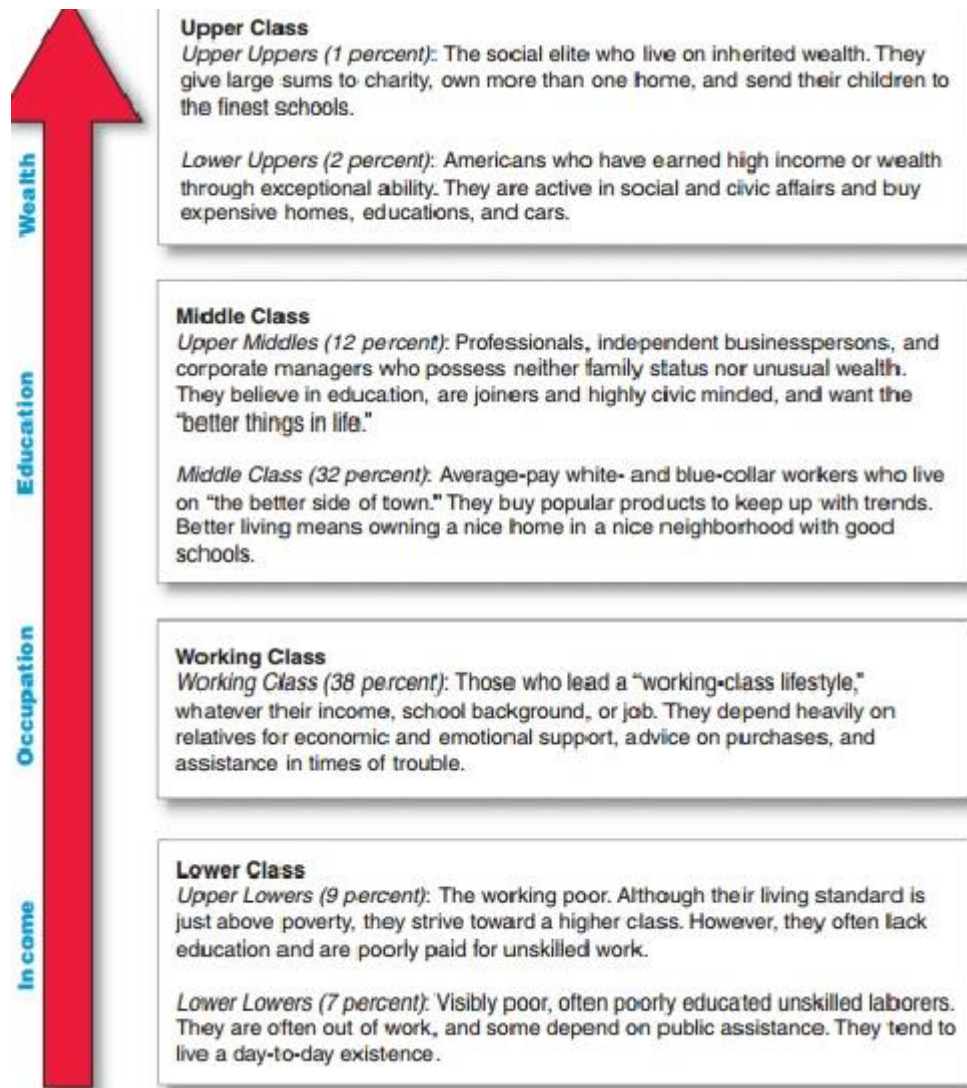 Upper Class
Upper Uppers (1 percent): The social elite who live on inherited wealth. They
give large sums to charity, own more than one home, and send their children to
the finest schools.
Lower Uppers (2 percent): Americans who have earned high income or wealth
through exceptional ability. They are active in social and civic affairs and buy
expensive homes, educations, and cars.
Wealth
Middle Class
Upper Middles (12 percent): Professionals, independent businesspersons, and
corporate managers who possess neither family status nor unusual wealth.
They believe in education, are joiners and highly civic minded, and want the
“better things in life.”
Middle Class (32 percent): Average-pay white- and blue-collar workers who live
on “the better side of town.” They buy popular products to keep up with trends.
Better living means owning a nice home in a nice neighborhood with good
schools.
Education
Working Class
Working Class (38 percent): Those who lead a “working-class lifestyle,”
whatever their income, school background, or job. They depend heavily on
relatives for economic and emotional support, advice on purchases, and
assistance in times of trouble.
Occupation
Lower Class
Upper Lowers (9 percent): The working poor. Although their living standard is
just above poverty, they strive toward a higher class. However, they often lack
education and are poorly paid for unskilled work.
Lower Lowers (7 percent): Visibly poor, often poorly educated unskilled laborers.
They are often out of work, and some depend on public assistance. They tend to
live a day-to-day existence.
Income